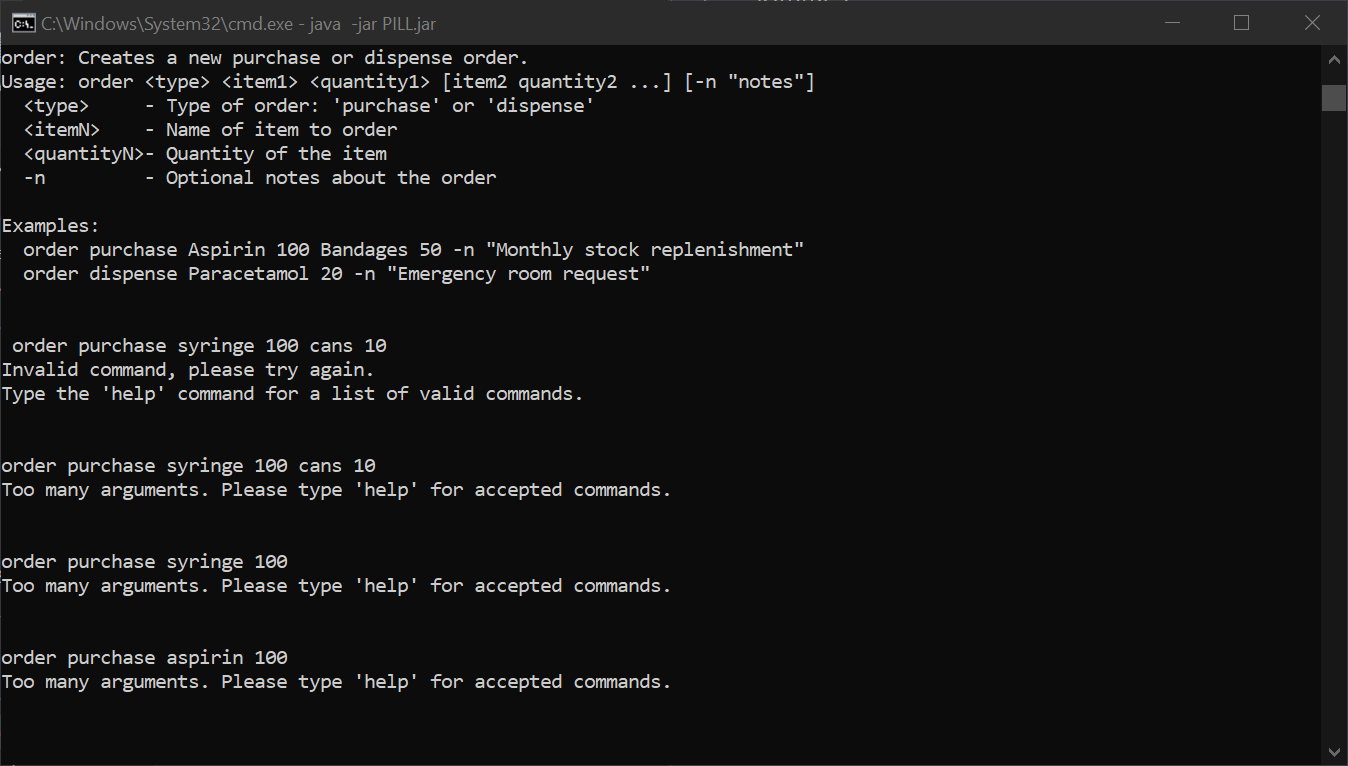 C:\Windows\System32\cmd.exe - java  -jar PILL.jar
order: Creates a new purchase or dispense order.
Usage: order <type> <item1> <quantity1> [item2 quantity2 ...] [-n "notes"]
  <type>     - Type of order: 'purchase' or 'dispense'
  <itemN>    - Name of item to order
  <quantityN>- Quantity of the item
  -n         - Optional notes about the order
Examples:
  order purchase Aspirin 100 Bandages 50 -n "Monthly stock replenishment"
  order dispense Paracetamol 20 -n "Emergency room request"
 order purchase syringe 100 cans 10
Invalid command, please try again.
Type the 'help' command for a list of valid commands.
order purchase syringe 100 cans 10
Too many arguments. Please type 'help' for accepted commands.
order purchase syringe 100
Too many arguments. Please type 'help' for accepted commands.
order purchase aspirin 100
Too many arguments. Please type 'help' for accepted commands.